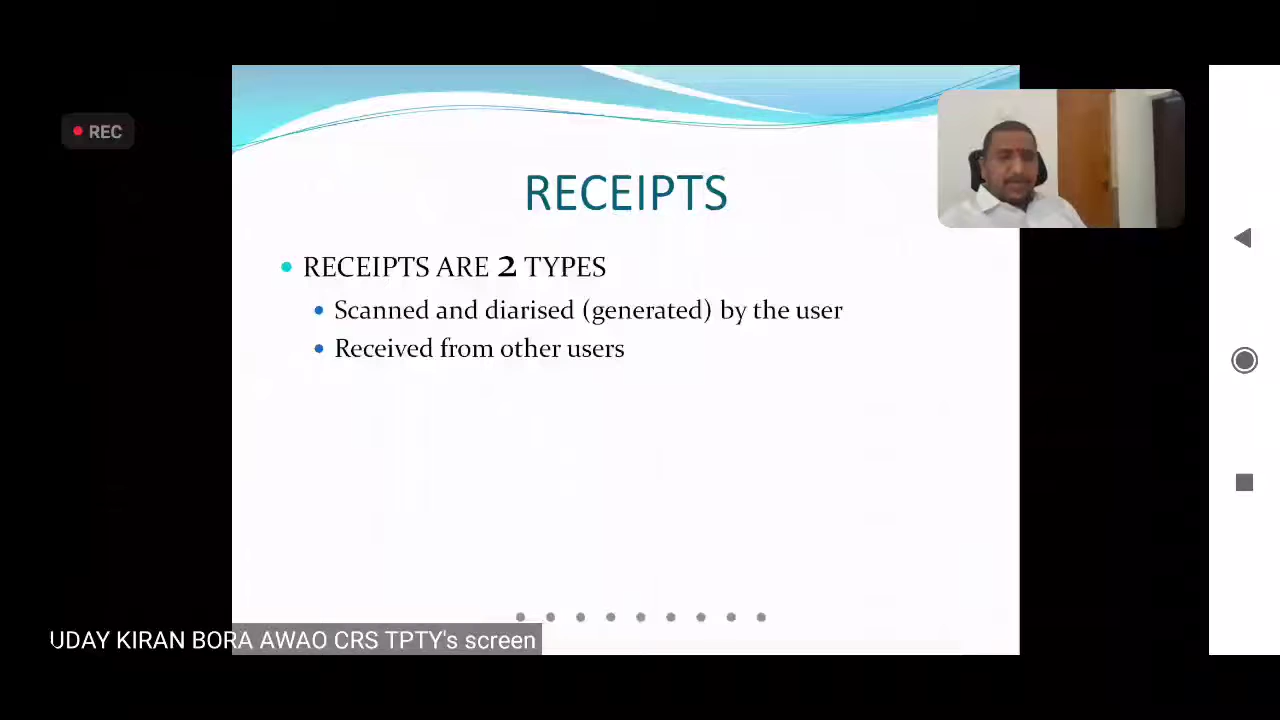 REC
RECEIPTS
RECEIPTS ARE 2 TYPES
Scanned and diarised (generated) by the user
Received from other users
UDAY KIRAN BORA AWAO CRS TPTY's screen